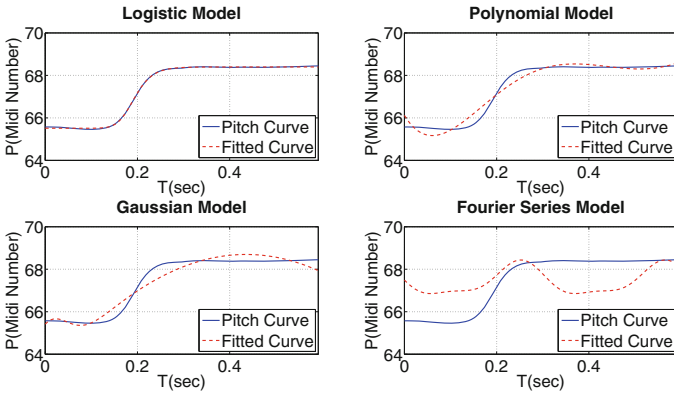 Logistic Model
70
68
66
64
P(Midi Number)
0
0.2
0.4
T(sec)
Pitch Curve
Fitted Curve
Polynomial Model
70
68
66
64
P(Midi Number)
0
0.2
0.4
T(sec)
Pitch Curve
Fitted Curve
Gaussian Model
70
68
66
64
P(Midi Number)
0
0.2
0.4
T(sec)
Pitch Curve
Fitted Curve
Fourier Series Model
70
68
66
64
P(Midi Number)
0
0.2
0.4
T(sec)
Pitch Curve
Fitted Curve